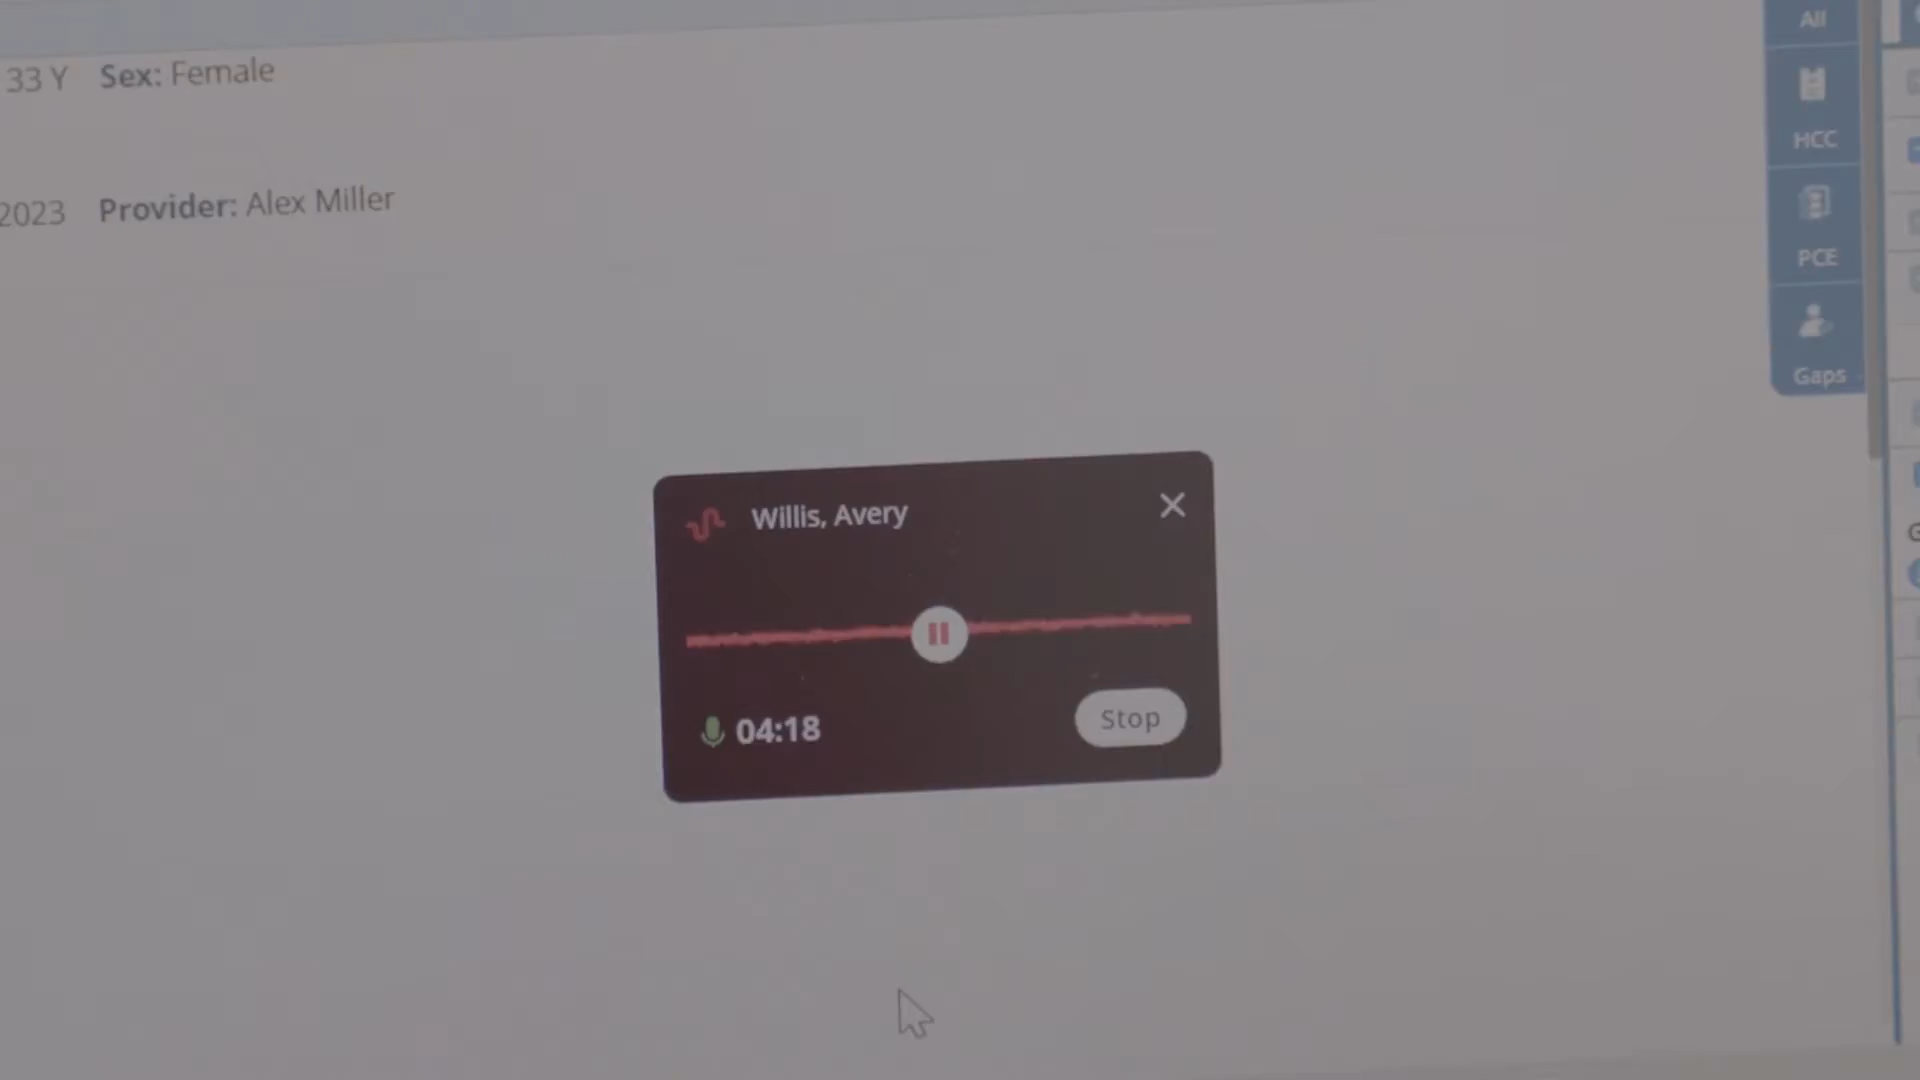 33 Y Sex: Female
2023 Provider: Alex Miller
All
HCC
PCE
Gaps
Willis, Avery
04:18
Stop